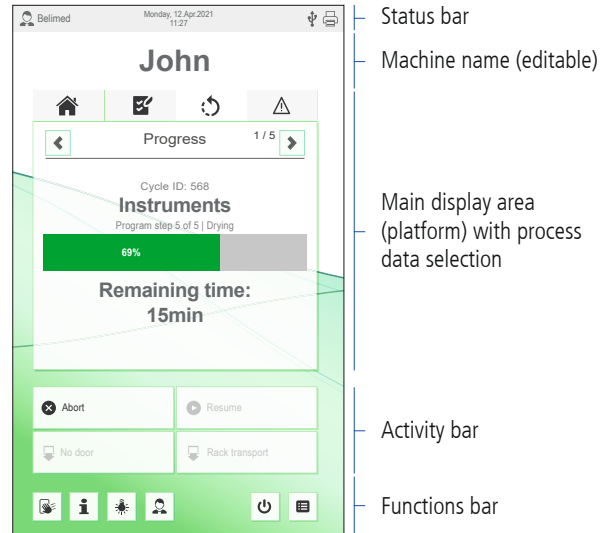 Belimed
Monday, 12.Apr.2021
11:27
Status bar
John
Machine name (editable)
Progress
1 / 5
Cycle ID: 568
Instruments
Program step 5 of 5 | Drying
69%
Remaining time:
15min
Main display area
(platform) with process
data selection
Abort
Resume
No door
Rack transport
Activity bar
Functions bar